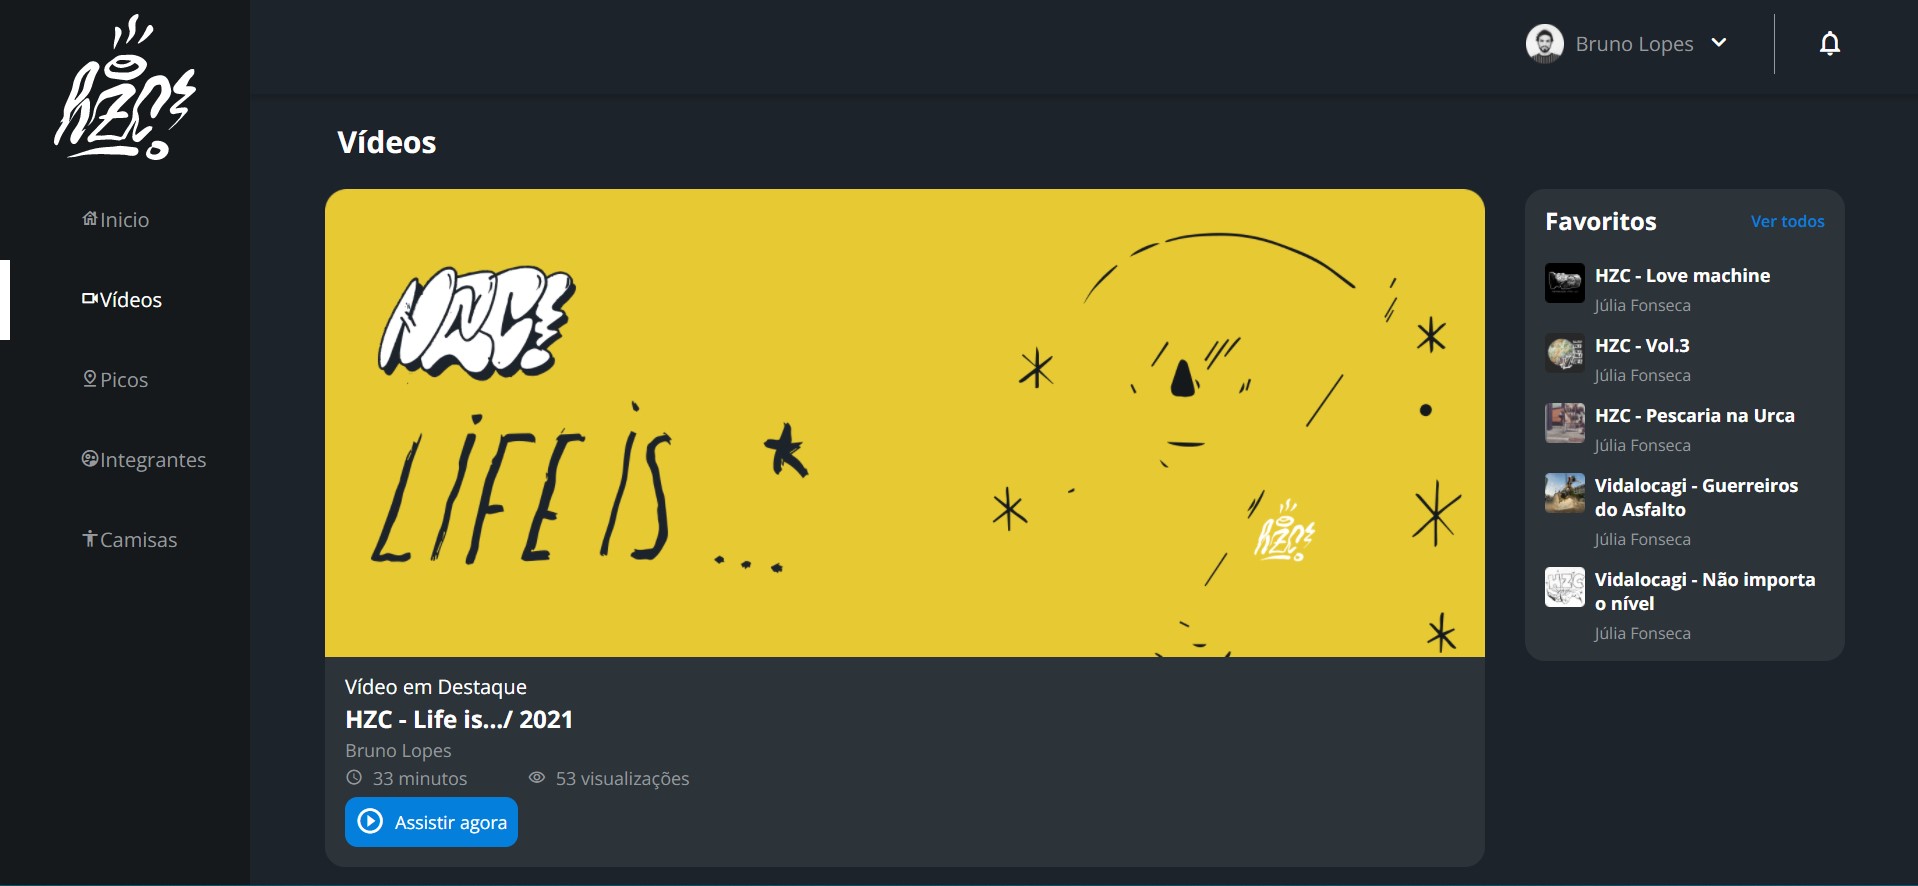 HZC
Bruno Lopes
Inicio
Vídeos
Picos
Integrantes
Camisas
Vídeos
HZC
LiFE iS ...
HZC
Vídeo em Destaque
HZC - Life is.../ 2021
Bruno Lopes
33 minutos
53 visualizações
Assistir agora
Favoritos
Ver todos
HZC - Love machine
Júlia Fonseca
HZC - Vol.3
Júlia Fonseca
HZC - Pescaria na Urca
Júlia Fonseca
Vidalocagi - Guerreiros
do Asfalto
Júlia Fonseca
HZC
Vidalocagi - Não importa
o nível
Júlia Fonseca